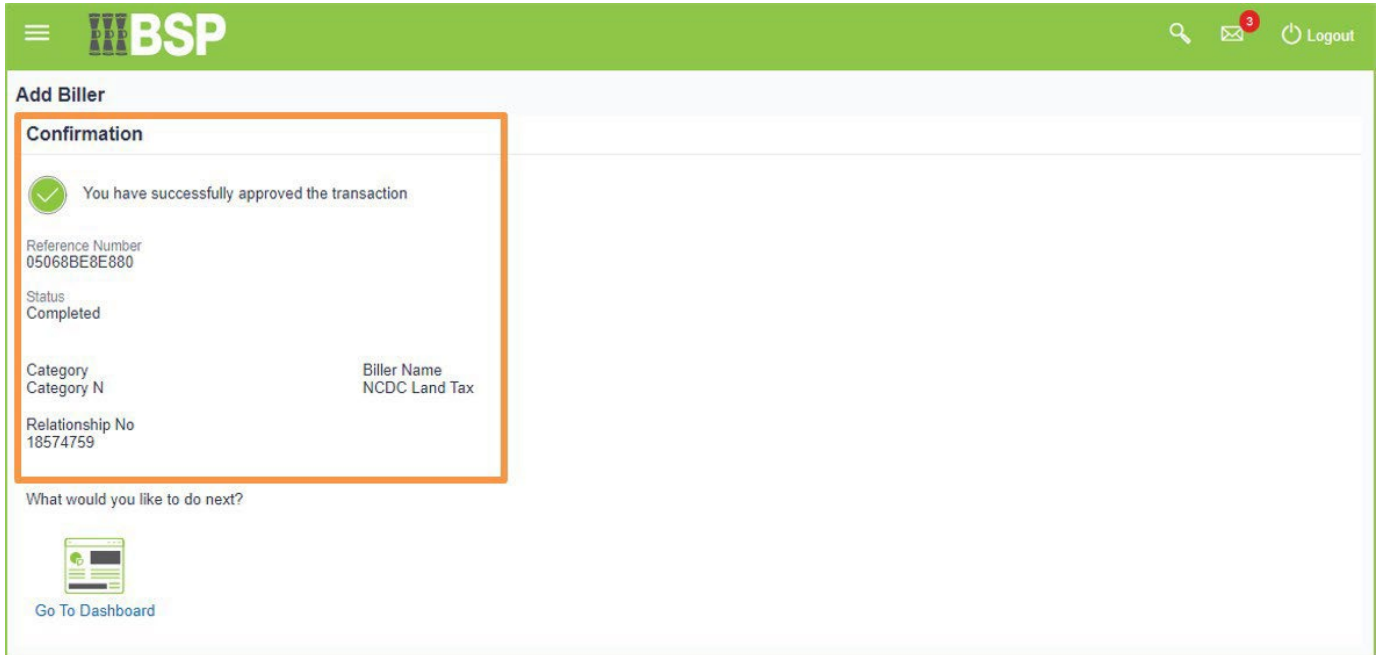 BSP
3
Logout
Add Biller
Confirmation
You have successfully approved the transaction
Reference Number
05068BE8E880
Status
Completed
Category
Category N
Biller Name
NCDC Land Tax
Relationship No
18574759
What would you like to do next?
Go To Dashboard